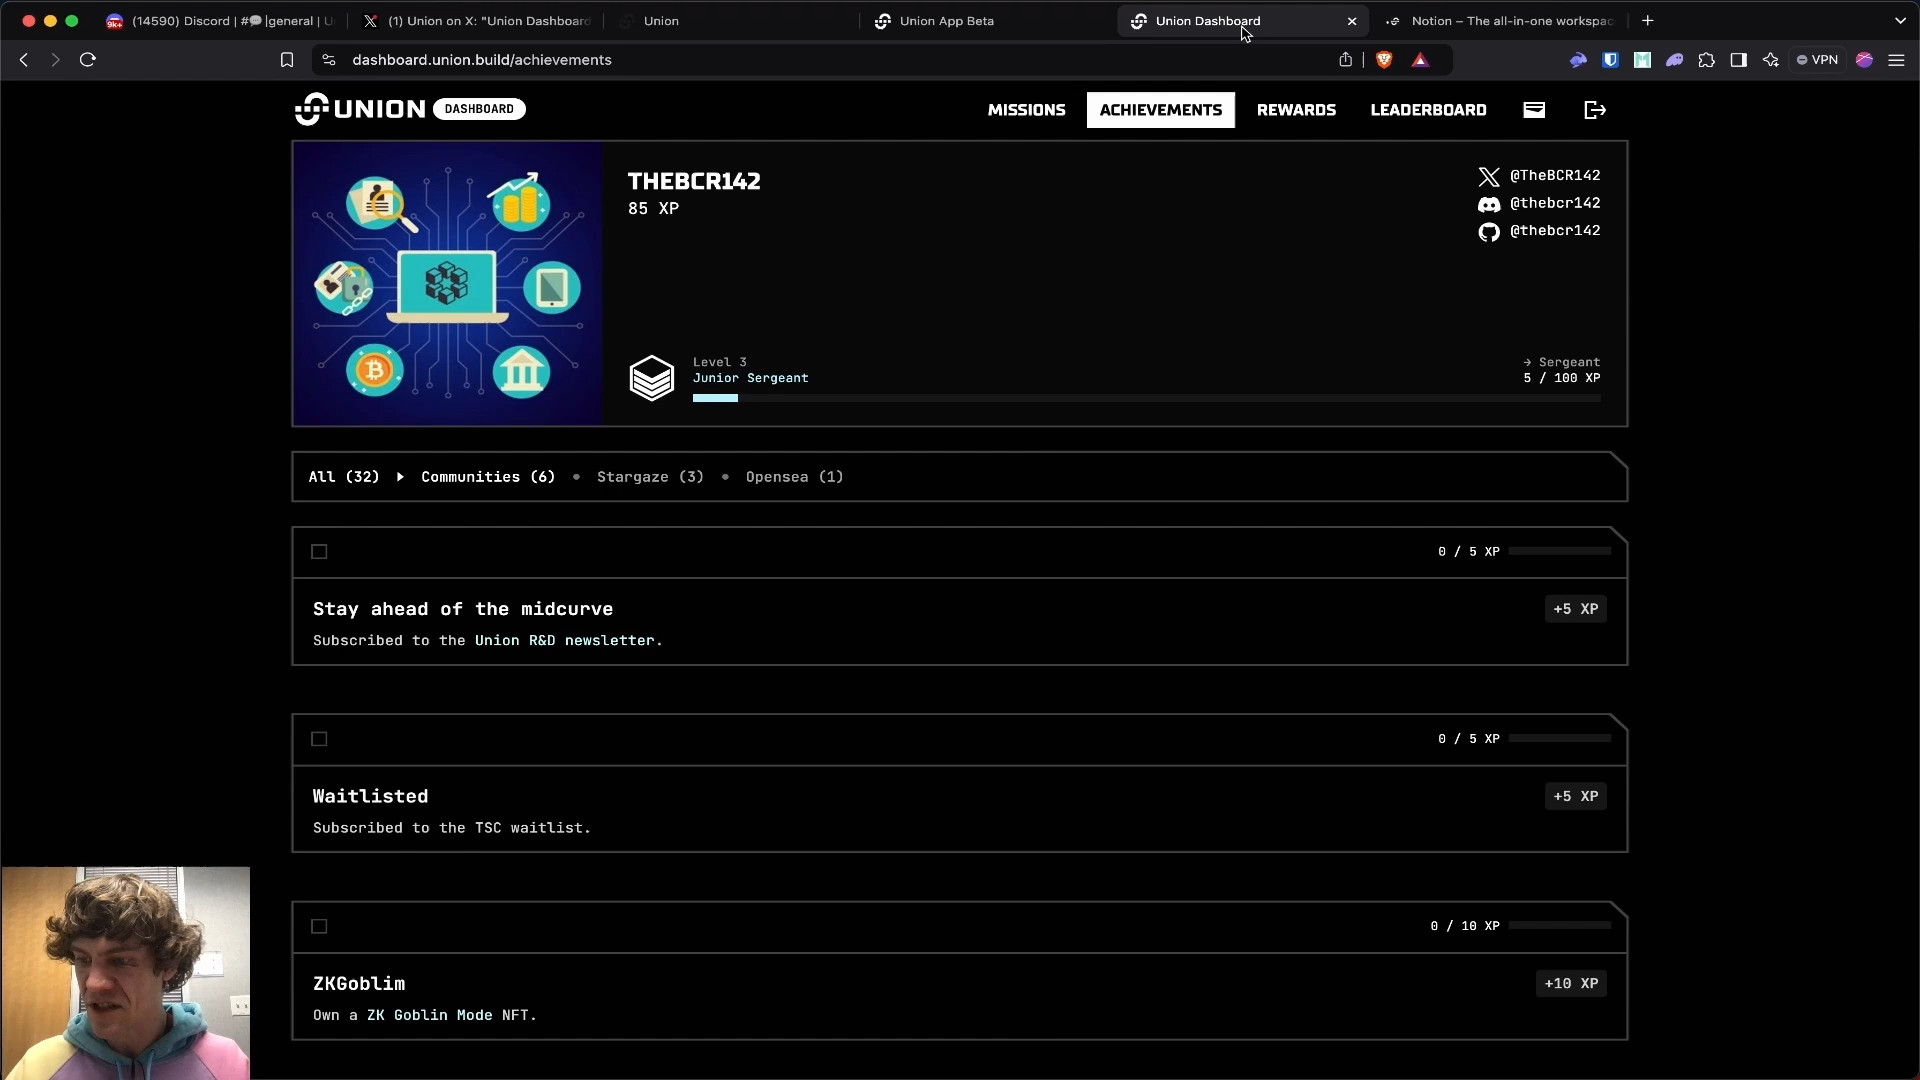 9K+ (14590) Discord | #💬|general | U
(1) Union on X: "Union Dashboard
Union
Union App Beta
Union Dashboard
Notion – The all-in-one workspac
dashboard.union.build/achievements
VPN
UNION DASHBOARD
MISSIONS ACHIEVEMENTS REWARDS LEADERBOARD
THEBCR142
85 XP
@TheBCR142
@thebcr142
@thebcr142
Level 3
Junior Sergeant
→ Sergeant
5 / 100 XP
All (32) ▶ Communities (6) • Stargaze (3) • Opensea (1)
0 / 5 XP
Stay ahead of the midcurve
+5 XP
Subscribed to the Union R&D newsletter.
0 / 5 XP
Waitlisted
+5 XP
Subscribed to the TSC waitlist.
0 / 10 XP
ZKGoblim
+10 XP
Own a ZK Goblin Mode NFT.